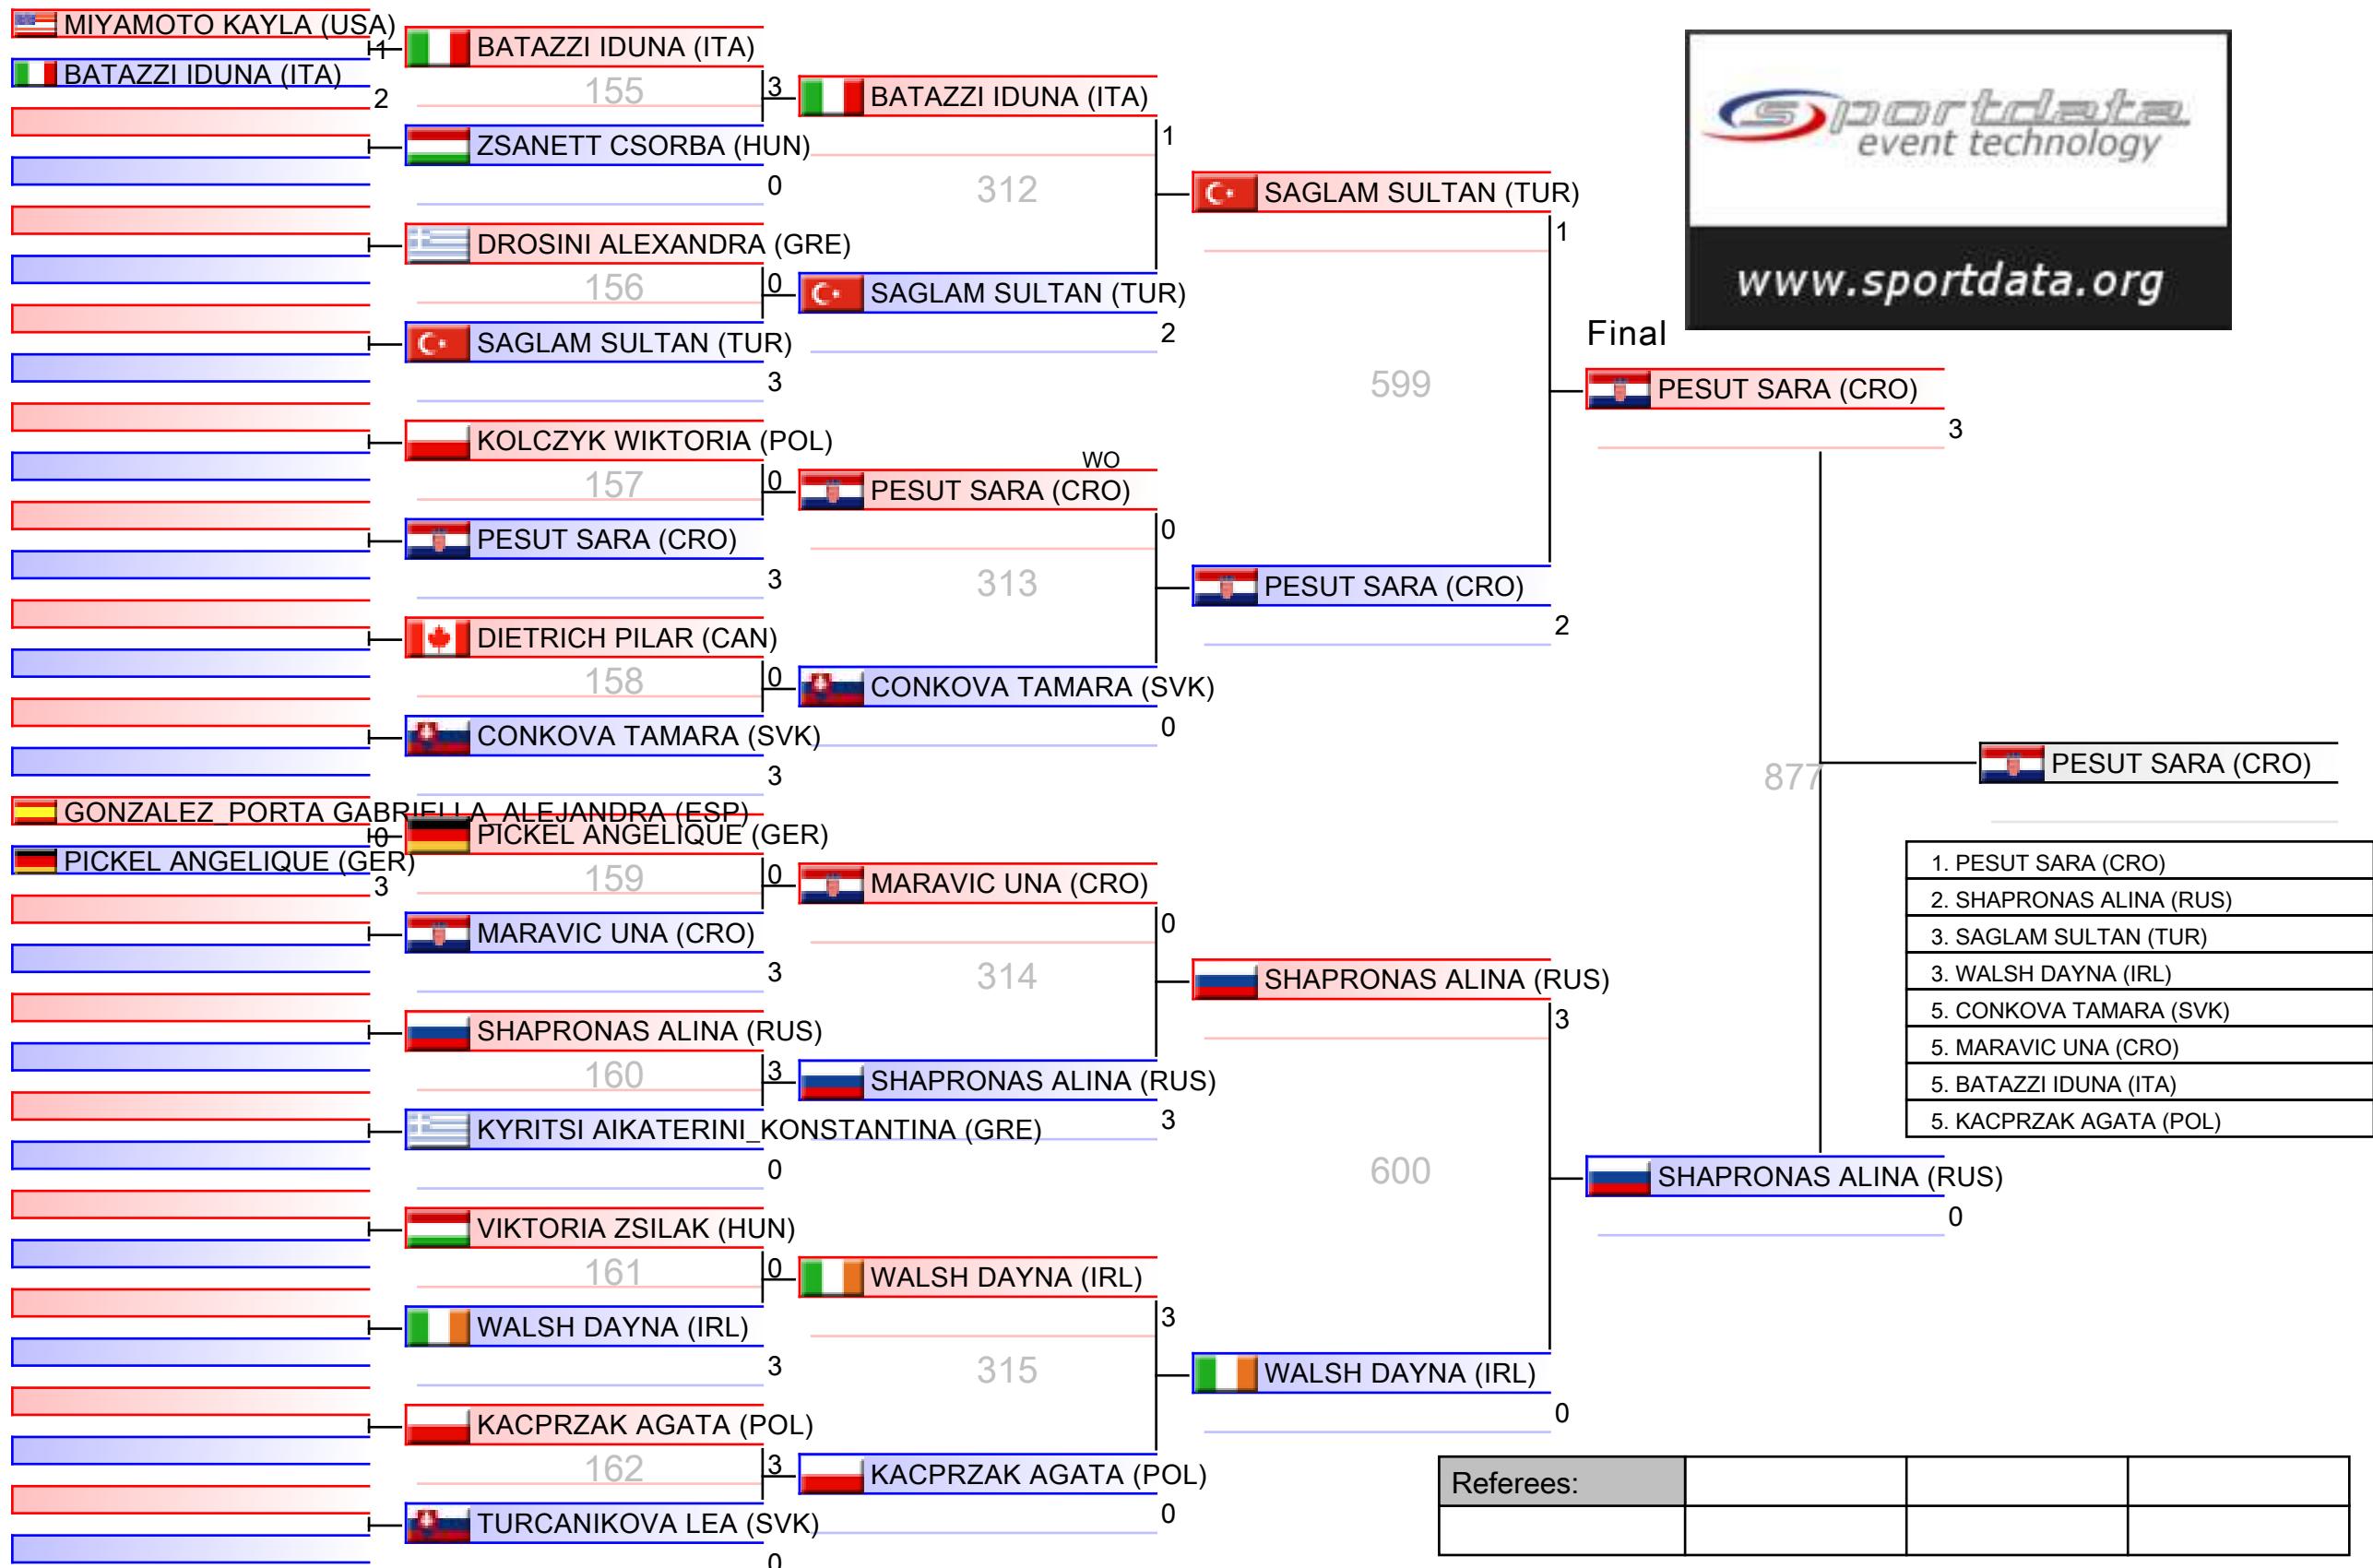 MIYAMOTO KAYLA (USA)
1
BATAZZI IDUNA (ITA)
2
GONZALEZ_PORTA GABRIELLA_ALEJANDRA (ESP)
0
PICKEL ANGELIQUE (GER)
3
BATAZZI IDUNA (ITA)
155
3
ZSANETT CSORBA (HUN)
0
DROSINI ALEXANDRA (GRE)
156
0
SAGLAM SULTAN (TUR)
3
KOLCZYK WIKTORIA (POL)
157
0
PESUT SARA (CRO)
3
DIETRICH PILAR (CAN)
158
0
CONKOVA TAMARA (SVK)
3
PICKEL ANGELIQUE (GER)
159
0
MARAVIC UNA (CRO)
3
SHAPRONAS ALINA (RUS)
160
3
KYRITSI AIKATERINI_KONSTANTINA (GRE)
0
VIKTORIA ZSILAK (HUN)
161
0
WALSH DAYNA (IRL)
3
KACPRZAK AGATA (POL)
162
3
TURCANIKOVA LEA (SVK)
0
BATAZZI IDUNA (ITA)
1
312
SAGLAM SULTAN (TUR)
2
WO
PESUT SARA (CRO)
0
313
CONKOVA TAMARA (SVK)
0
MARAVIC UNA (CRO)
0
314
SHAPRONAS ALINA (RUS)
3
WALSH DAYNA (IRL)
3
315
KACPRZAK AGATA (POL)
0
SAGLAM SULTAN (TUR)
1
599
PESUT SARA (CRO)
2
SHAPRONAS ALINA (RUS)
3
600
WALSH DAYNA (IRL)
0
sportdata
event technology
www.sportdata.org
Final
PESUT SARA (CRO)
3
877
SHAPRONAS ALINA (RUS)
0
PESUT SARA (CRO)
1. PESUT SARA (CRO)
2. SHAPRONAS ALINA (RUS)
3. SAGLAM SULTAN (TUR)
3. WALSH DAYNA (IRL)
5. CONKOVA TAMARA (SVK)
5. MARAVIC UNA (CRO)
5. BATAZZI IDUNA (ITA)
5. KACPRZAK AGATA (POL)
Referees: